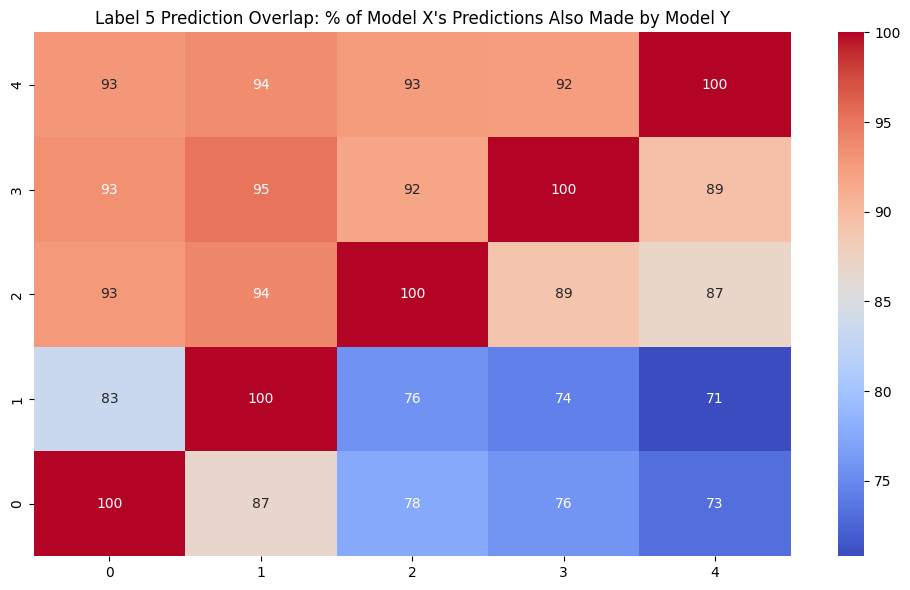 Label 5 Prediction Overlap: % of Model X's Predictions Also Made by Model Y
4 93 94 93 92 100
3 93 95 92 100 89
2 93 94 100 89 87
1 83 100 76 74 71
0 100 87 78 76 73
0 1 2 3 4
100
95
90
85
80
75